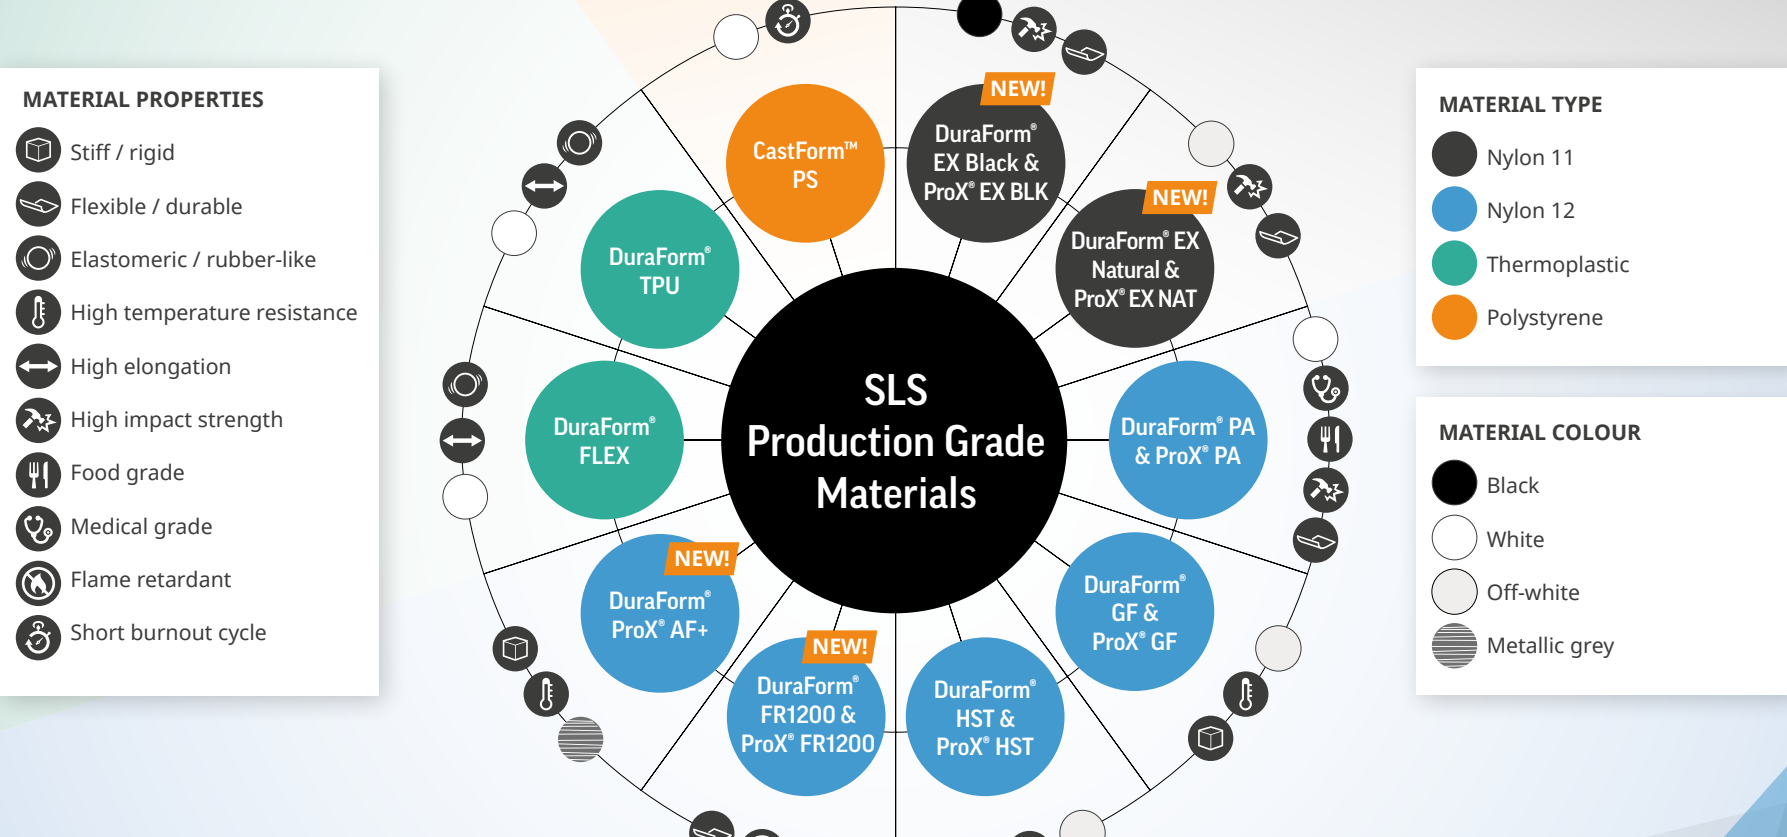 MATERIAL PROPERTIES
Stiff / rigid
Flexible / durable
Elastomeric / rubber-like
High temperature resistance
High elongation
High impact strength
Food grade
Medical grade
Flame retardant
Short burnout cycle
CastForm™
PS
NEW!
DuraForm®
EX Black &
ProX® EX BLK
NEW!
DuraForm® EX
Natural &
ProX® EX NAT
DuraForm® PA
& ProX® PA
DuraForm®
GF &
ProX® GF
DuraForm®
HST &
ProX® HST
NEW!
DuraForm®
FR1200 &
ProX® FR1200
NEW!
DuraForm®
ProX® AF+
DuraForm®
FLEX
DuraForm®
TPU
SLS
Production Grade
Materials
MATERIAL TYPE
Nylon 11
Nylon 12
Thermoplastic
Polystyrene
MATERIAL COLOUR
Black
White
Off-white
Metallic grey